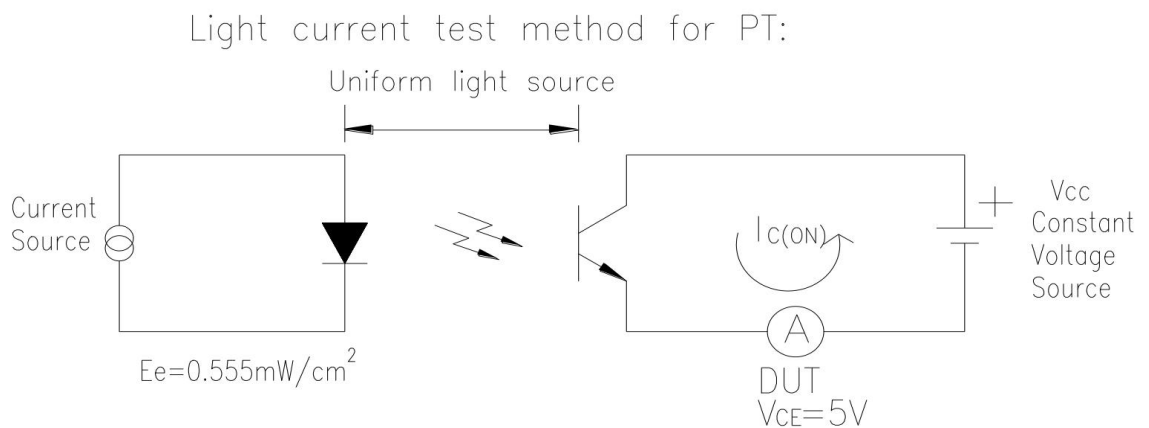 Light current test method for PT:
Uniform light source
Current
Source
IC(ON)
+
Vcc
Constant
Voltage
Source
A
Ee=0.555mW/cm²
DUT
VCE=5V